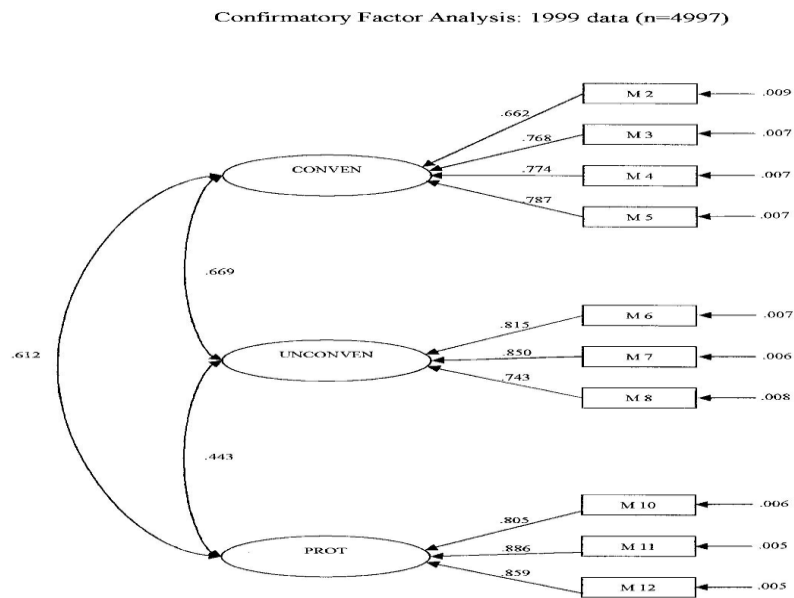 Confirmatory Factor Analysis: 1999 data (n=4997)
M 2 .009
.662
M 3 .007
.768
CONVEN .774 M 4 .007
.787
M 5 .007
.669
M 6 .007
.815
.612 UNCONVEN .850 M 7 .006
.743
M 8 .008
.443
M 10 .006
.805
PROT .886 M 11 .005
.859
M 12 .005